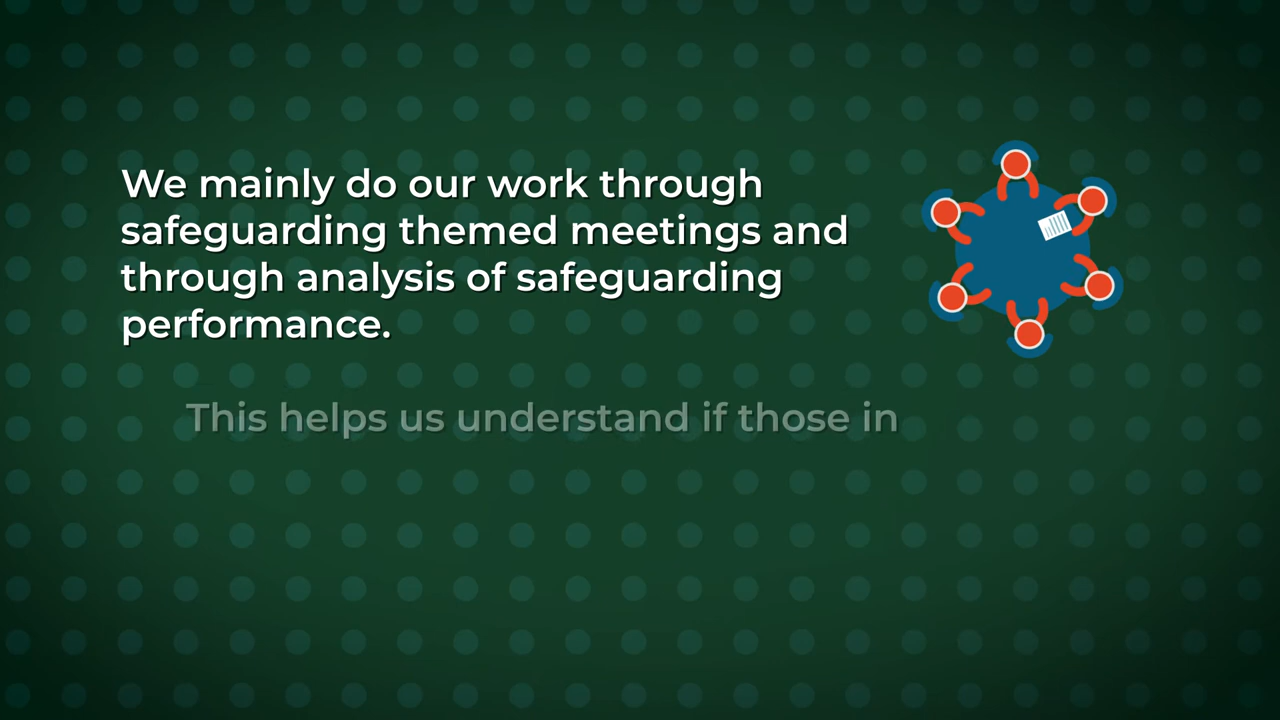 We mainly do our work through
safeguarding themed meetings and
through analysis of safeguarding
performance.
This helps us understand if those in